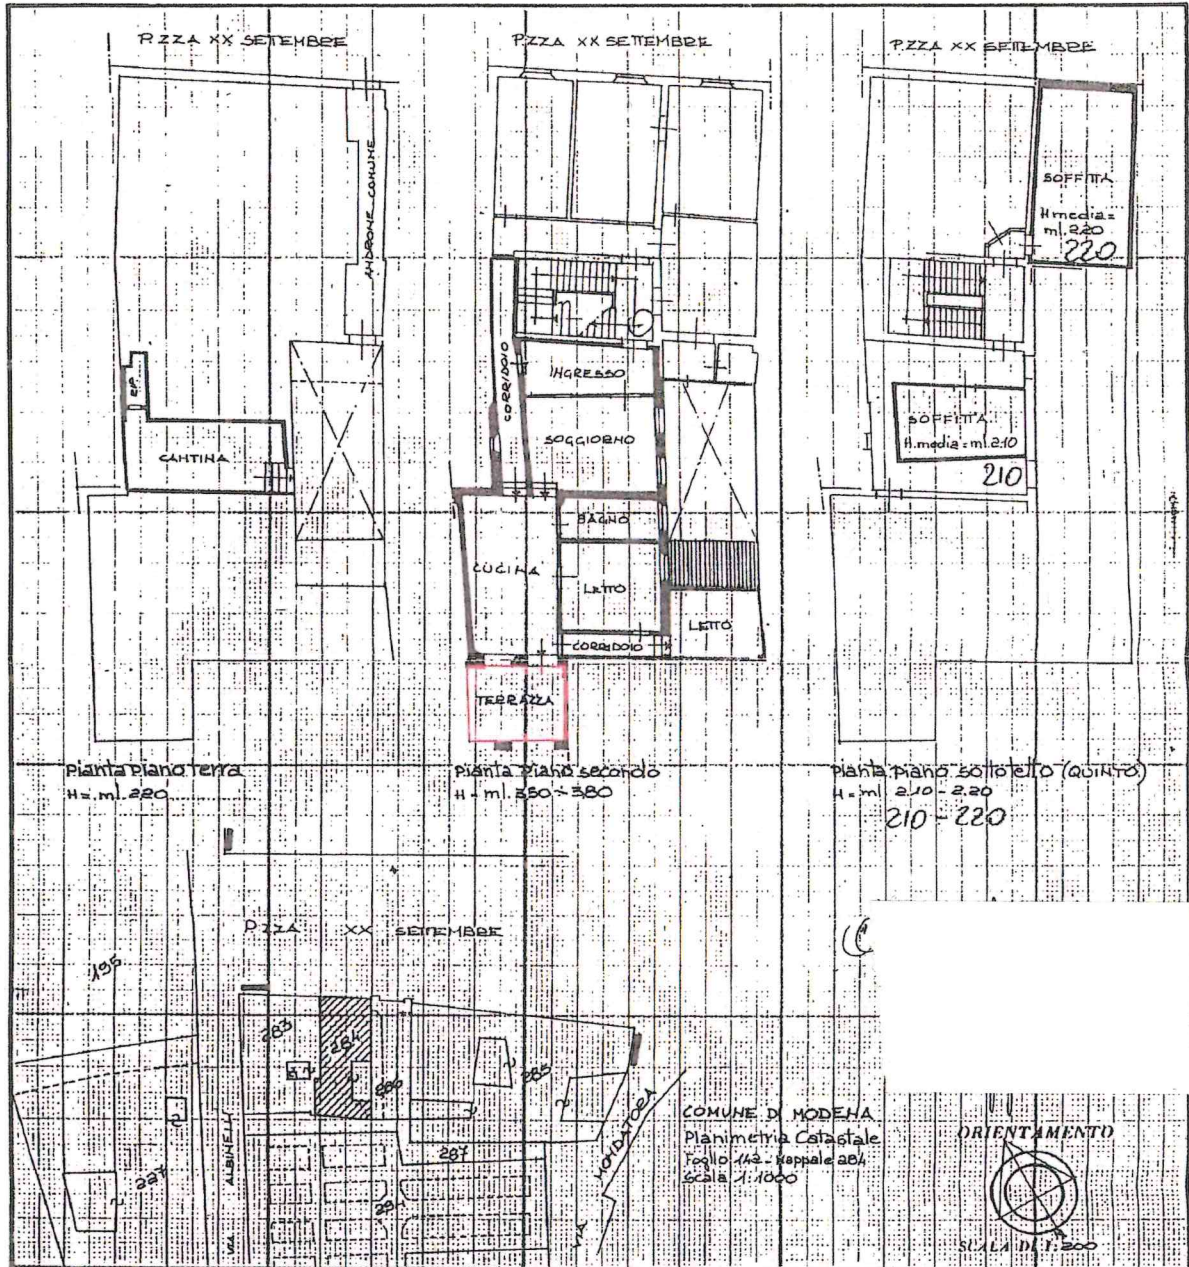 P.ZZA XX SETTEMBRE
P.ZZA XX SETTEMBRE
P.ZZA XX SETTEMBRE
ANDRONE COMUNE
RIP.
CANTINA
CORRIDOIO
INGRESSO
SOGGIORNO
BAGNO
CUCINA
LETTO
LETTO
CORRIDOIO
TERRAZZA
SOFFITTA
H media =
ml. 2.20
220
SOFFITTA
H. media = ml. 2.10
210
Pianta piano terra
H = ml. 2.20
Pianta piano secondo
H = ml. 3.50 ÷ 3.80
Pianta piano sottotetto (QUINTO)
H = ml 2.10 - 2.20
210 - 220
P.ZZA XX SETTEMBRE
195
283
284
286
285
287
294
227
VIA ALBINELLI
VIA MONDATORA
COMUNE DI MODENA
Planimetria Catastale
Foglio 142 - Mappale 284
Scala 1:1000
ORIENTAMENTO
SCALA DI 1:200